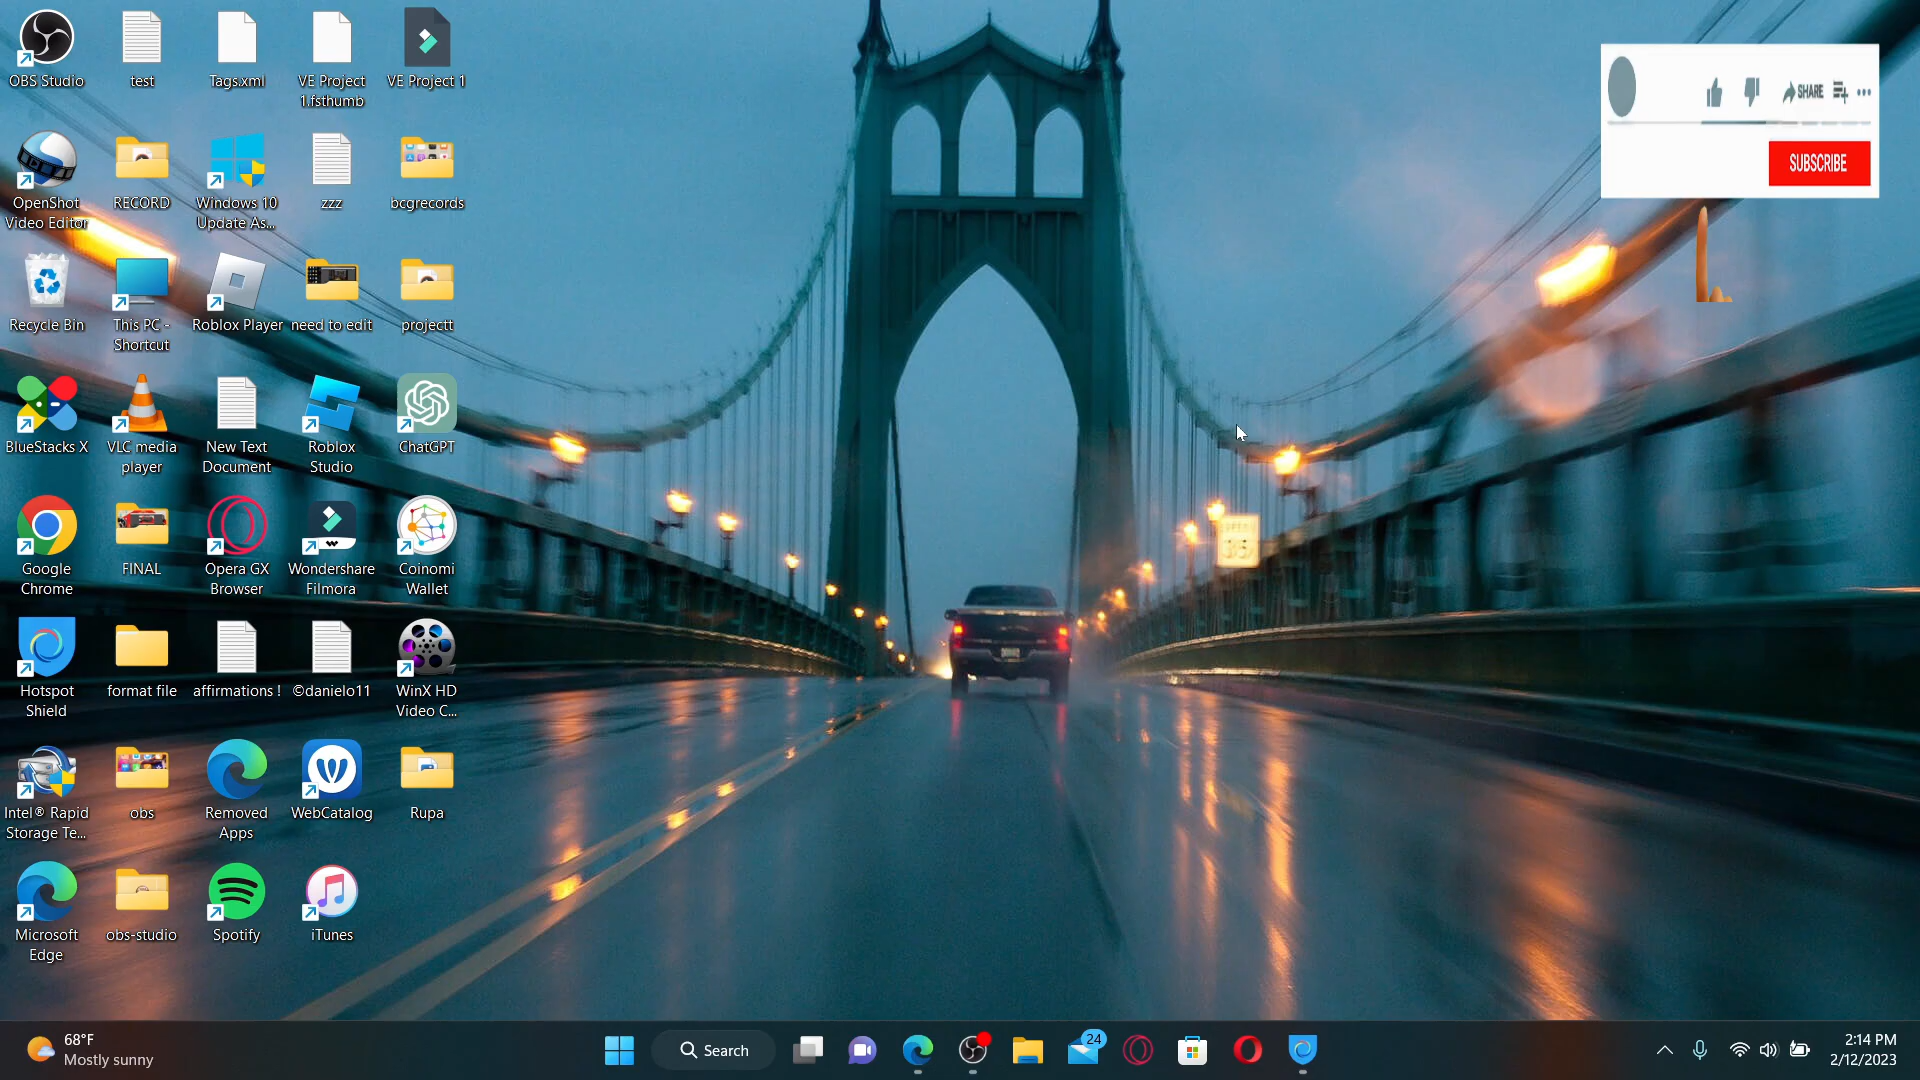 OBS Studio
test
Tags.xml
VE Project
1.fsthumb
VE Project 1
OpenShot
Video Editor
RECORD
Windows 10
Update As...
zzz
bcgrecords
Recycle Bin
This PC -
Shortcut
Roblox Player
need to edit
projectt
BlueStacks X
VLC media
player
New Text
Document
Roblox
Studio
ChatGPT
Google
Chrome
FINAL
Opera GX
Browser
Wondershare
Filmora
Coinomi
Wallet
Hotspot
Shield
format file
affirmations !
©danielo11
WinX HD
Video C...
Intel® Rapid
Storage Te...
obs
Removed
Apps
WebCatalog
Rupa
Microsoft
Edge
obs-studio
Spotify
iTunes
SHARE
SUBSCRIBE
35
68°F
Mostly sunny
Search
24
2:14 PM
2/12/2023